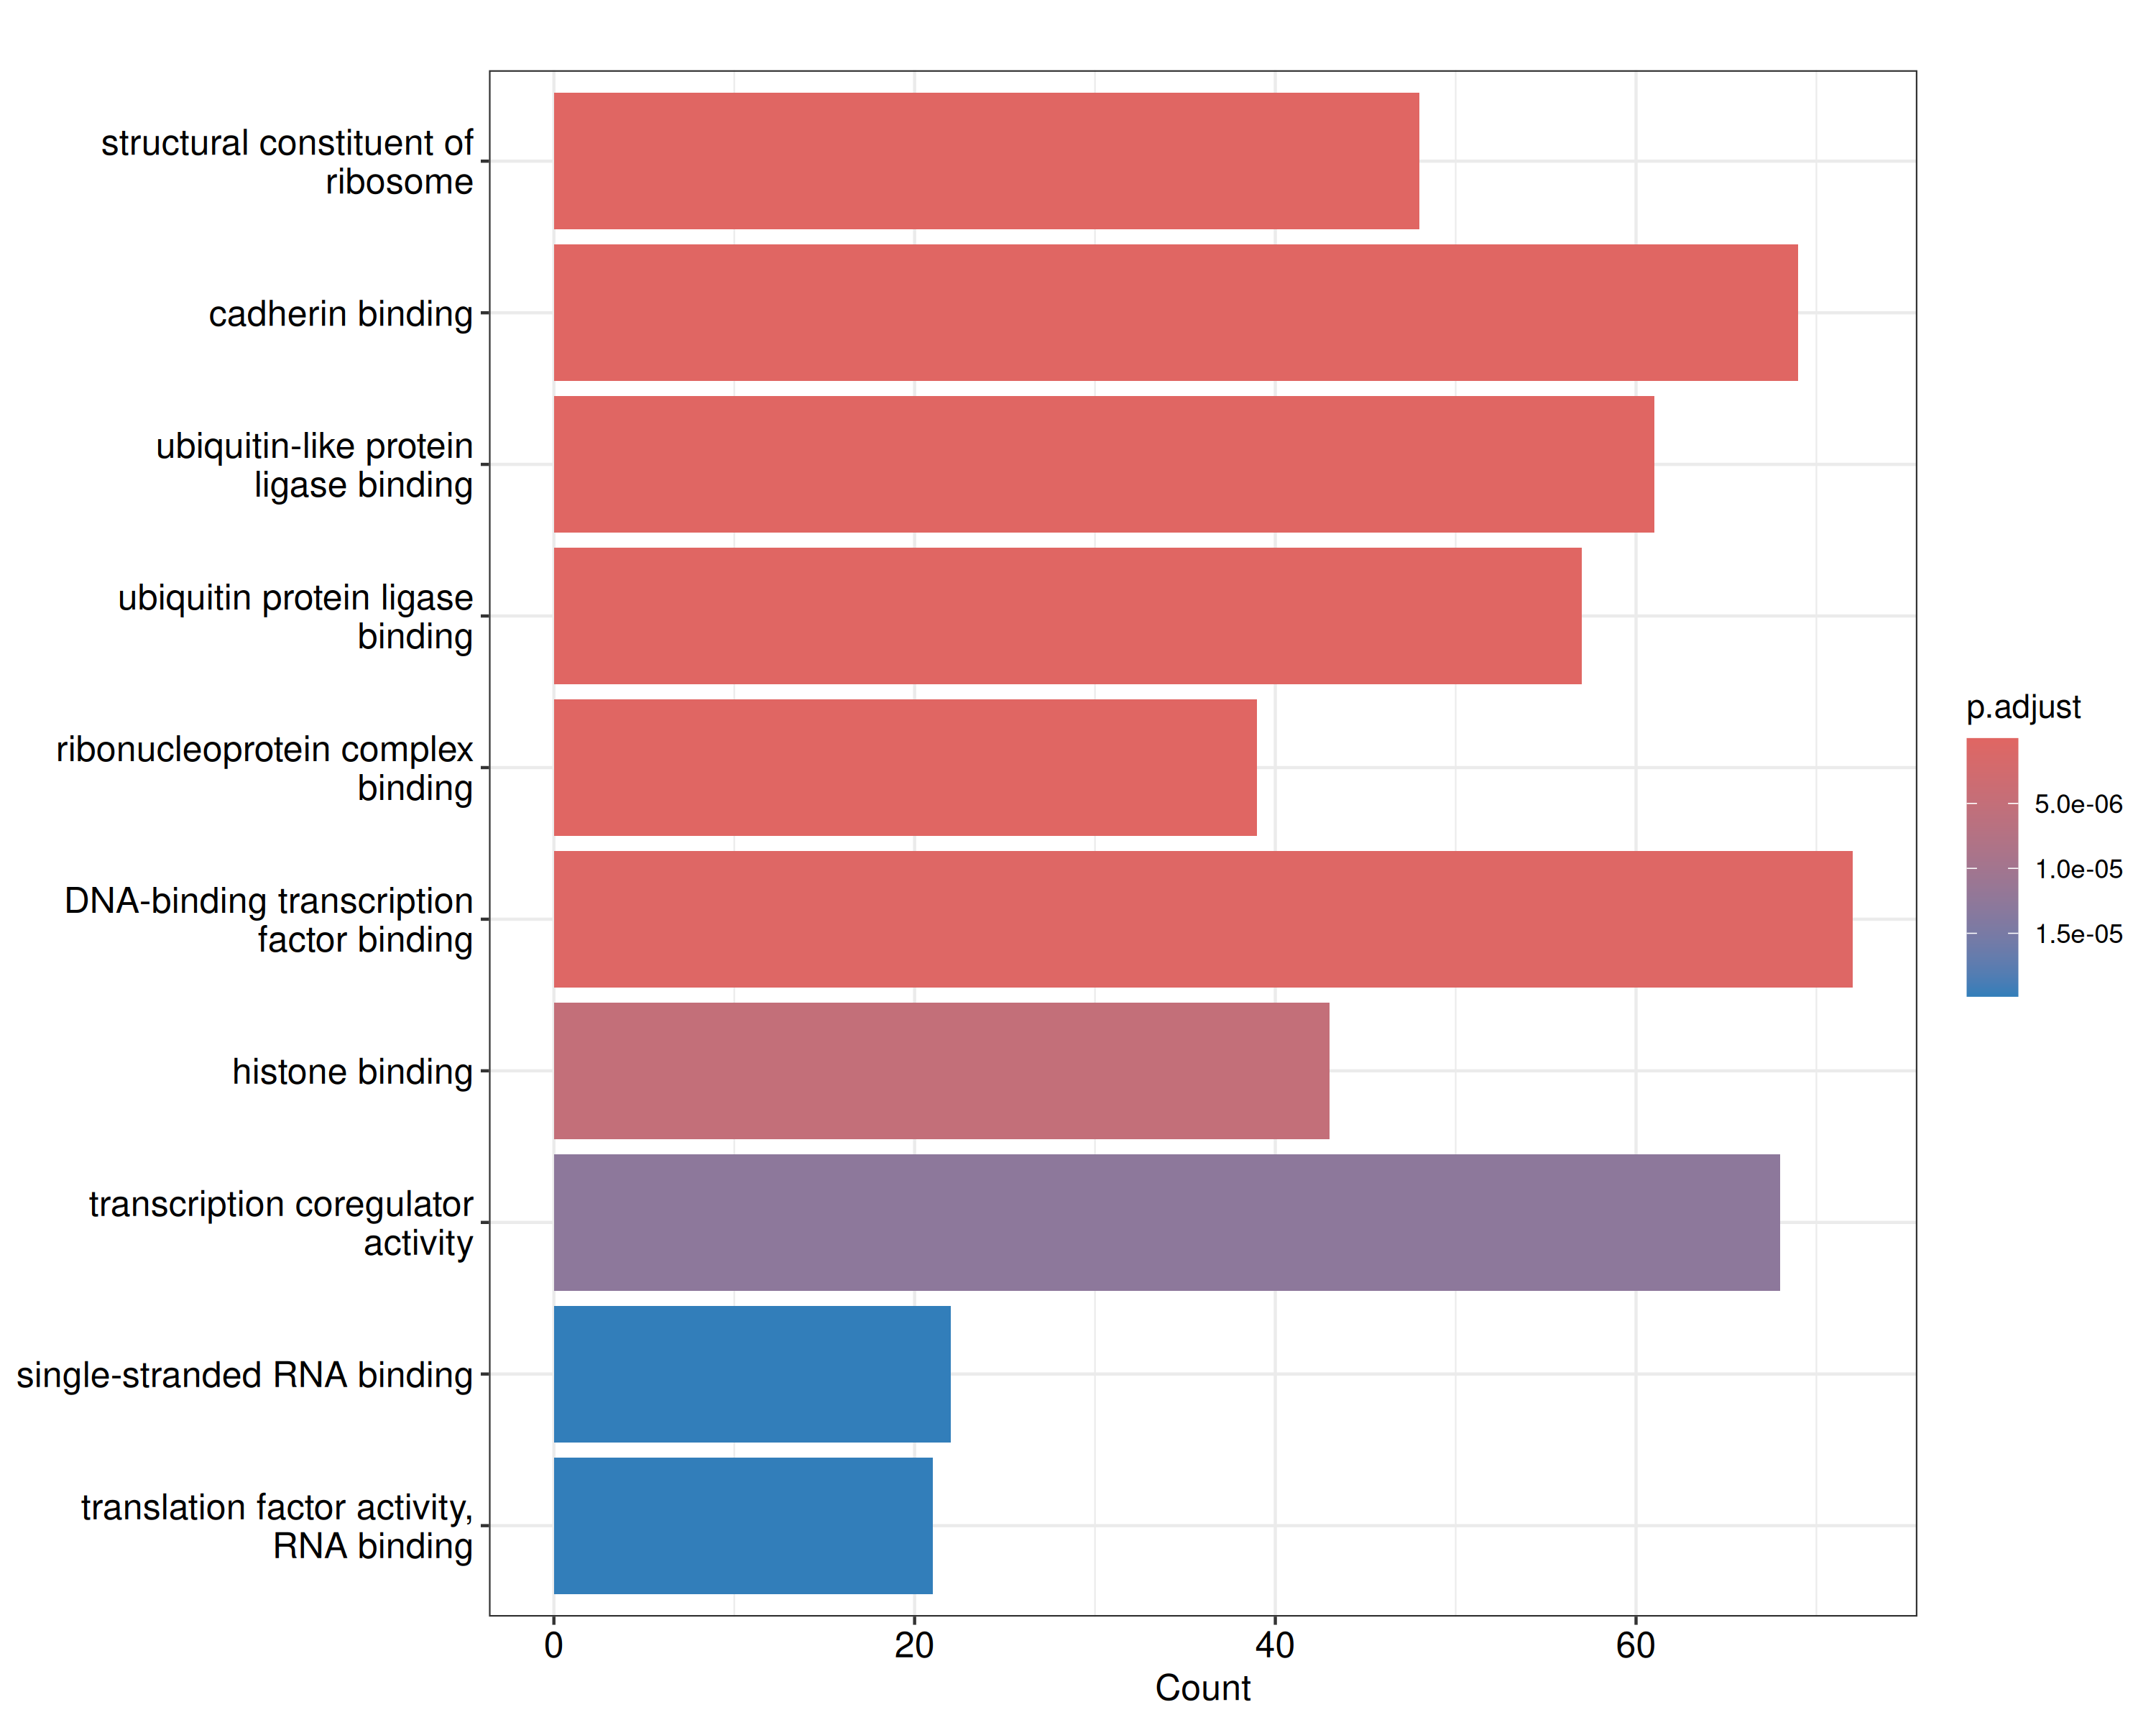 structural constituent of
ribosome
cadherin binding
ubiquitin-like protein
ligase binding
ubiquitin protein ligase
binding
ribonucleoprotein complex
binding
DNA-binding transcription
factor binding
histone binding
transcription coregulator
activity
single-stranded RNA binding
translation factor activity,
RNA binding
0 20 40 60
Count
p.adjust
5.0e-06
1.0e-05
1.5e-05